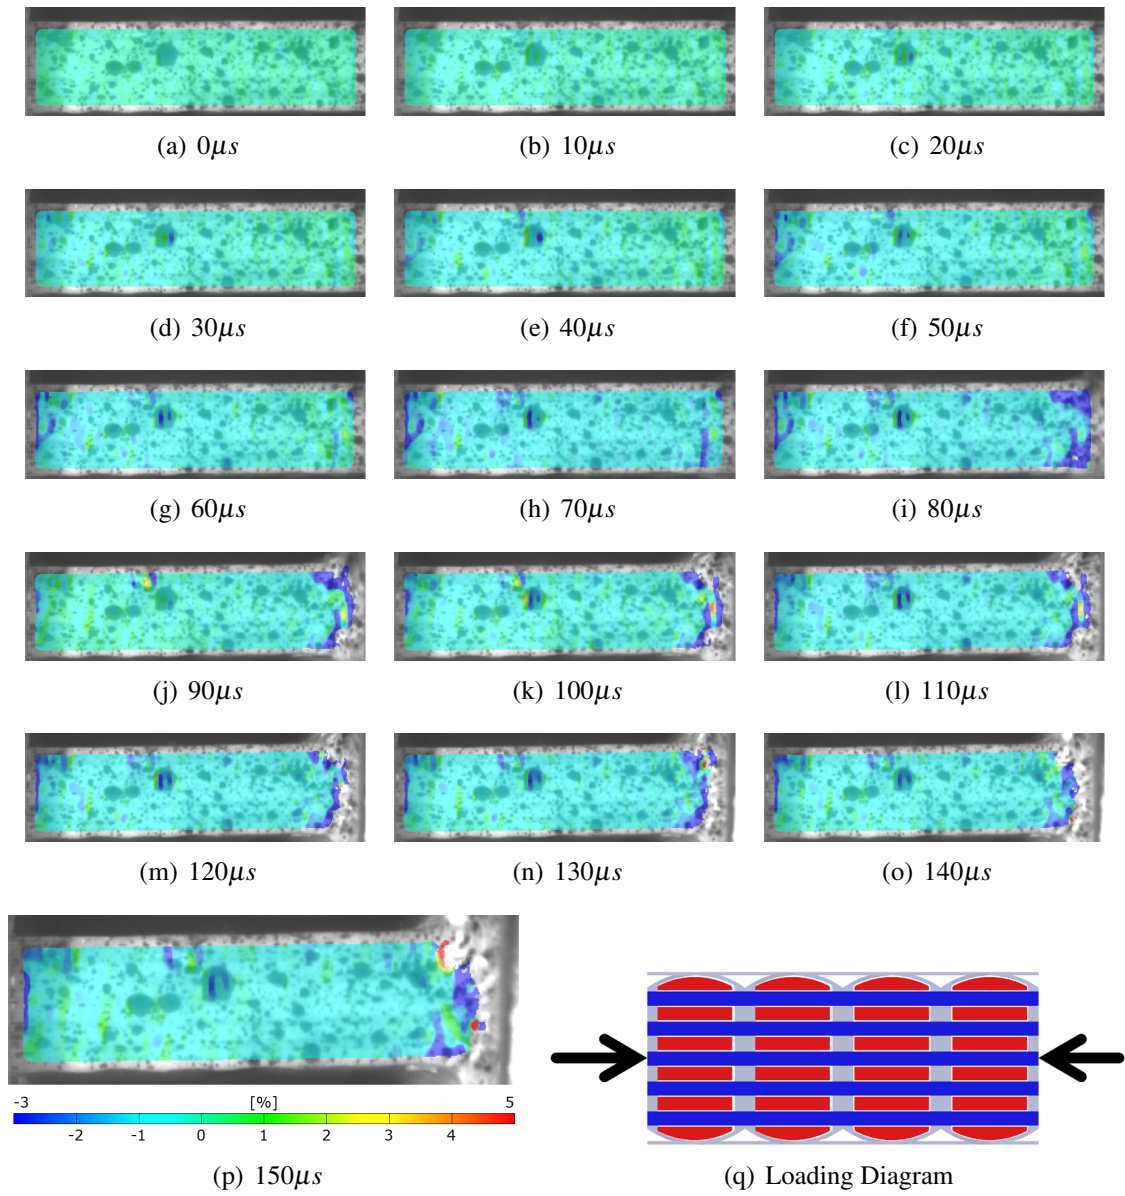 (a) 0μs
(b) 10μs
(c) 20μs
(d) 30μs
(e) 40μs
(f) 50μs
(g) 60μs
(h) 70μs
(i) 80μs
(j) 90μs
(k) 100μs
(l) 110μs
(m) 120μs
(n) 130μs
(o) 140μs
-3 [%] 5
-2 -1 0 1 2 3 4
(p) 150μs
(q) Loading Diagram